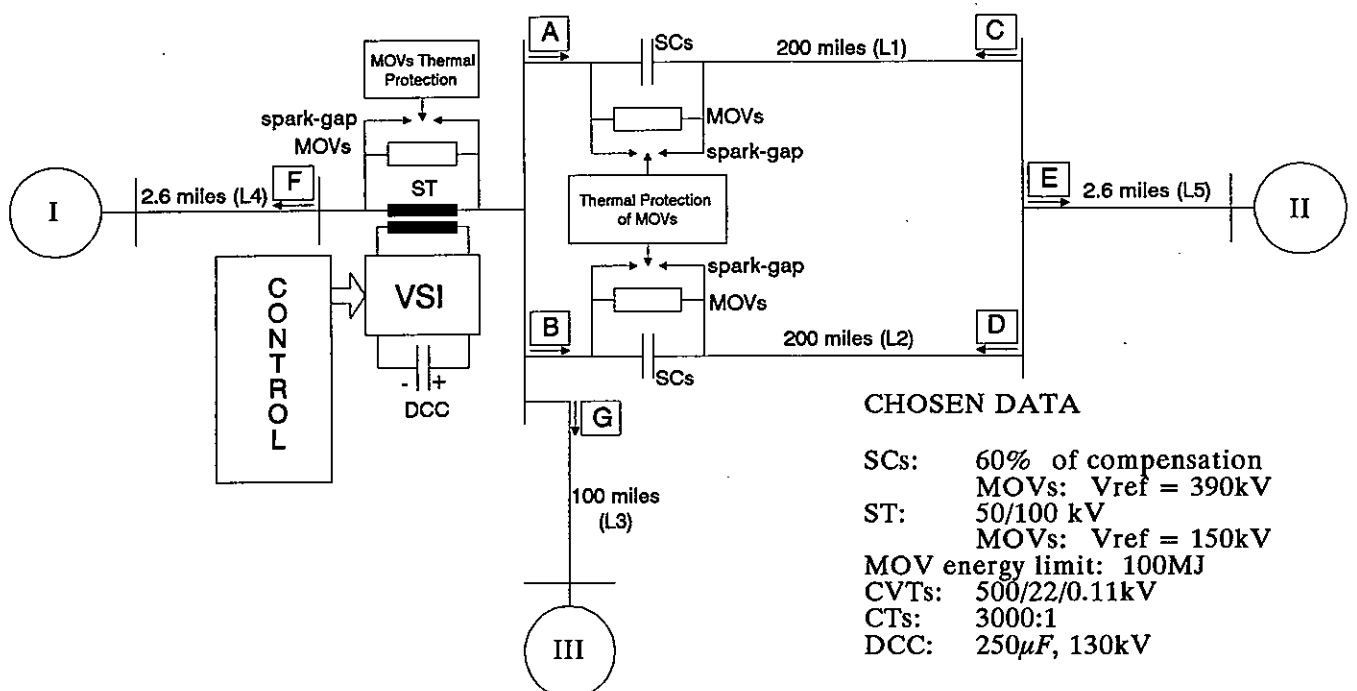 A
SCs
200 miles (L1)
C
MOVs Thermal
Protection
spark-gap
MOVs
MOVs
spark-gap
I
2.6 miles (L4)
F
ST
Thermal Protection
of MOVs
E
2.6 miles (L5)
II
CONTROL
VSI
- +
DCC
spark-gap
MOVs
B
SCs
200 miles (L2)
D
G
100 miles
(L3)
III
CHOSEN DATA
SCs: 60% of compensation
MOVs: Vref = 390kV
ST: 50/100 kV
MOVs: Vref = 150kV
MOV energy limit: 100MJ
CVTs: 500/22/0.11kV
CTs: 3000:1
DCC: 250μF, 130kV